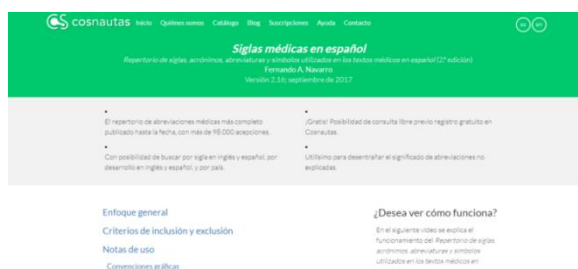 cosnautas Inicio Quiénes somos Catálogo Blog Suscripciones Ayuda Contacto
Siglas médicas en español
Repertorio de siglas, acrónimos, abreviaturas y símbolos utilizados en los textos médicos en español (2.ª edición)
Fernando A. Navarro
Versión 2.16; septiembre de 2017
El repertorio de abreviaciones médicas más completo
publicado hasta la fecha, con más de 98.000 acepciones.
¡Gratis! Posibilidad de consulta libre previo registro gratuito en
Cosnautas.
Con posibilidad de buscar por sigla en inglés y español, por
desarrollo en inglés y español, y por país.
Utilísimo para desentrañar el significado de abreviaciones no
explicadas.
Enfoque general
Criterios de inclusión y exclusión
Notas de uso
Convenciones gráficas
¿Desea ver cómo funciona?
En el siguiente vídeo se explica el
funcionamiento del Repertorio de siglas,
acrónimos, abreviaturas y símbolos
utilizados en los textos médicos en